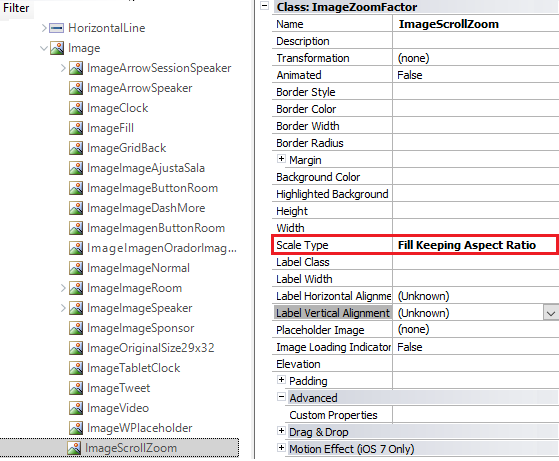 Filter
HorizontalLine
Image
ImageArrowSessionSpeaker
ImageArrowSpeaker
ImageClock
ImageFill
ImageGridBack
ImageImageAjustaSala
ImageImageButtonRoom
ImageImageDashMore
ImageImagenButtonRoom
ImageImagenOradorImag...
ImageImageNormal
ImageImageRoom
ImageImageSpeaker
ImageImageSponsor
ImageOriginalSize29x32
ImageTabletClock
ImageTweet
ImageVideo
ImageWPlaceholder
ImageScrollZoom
Class: ImageZoomFactor
Name ImageScrollZoom
Description
Transformation (none)
Animated False
Border Style
Border Color
Border Width
Border Radius
Margin
Background Color
Highlighted Background
Height
Width
Scale Type Fill Keeping Aspect Ratio
Label Class
Label Width
Label Horizontal Alignme (Unknown)
Label Vertical Alignment (Unknown)
Placeholder Image (none)
Image Loading Indicator False
Elevation
Padding
Advanced
Custom Properties
Drag & Drop
Motion Effect (iOS 7 Only)